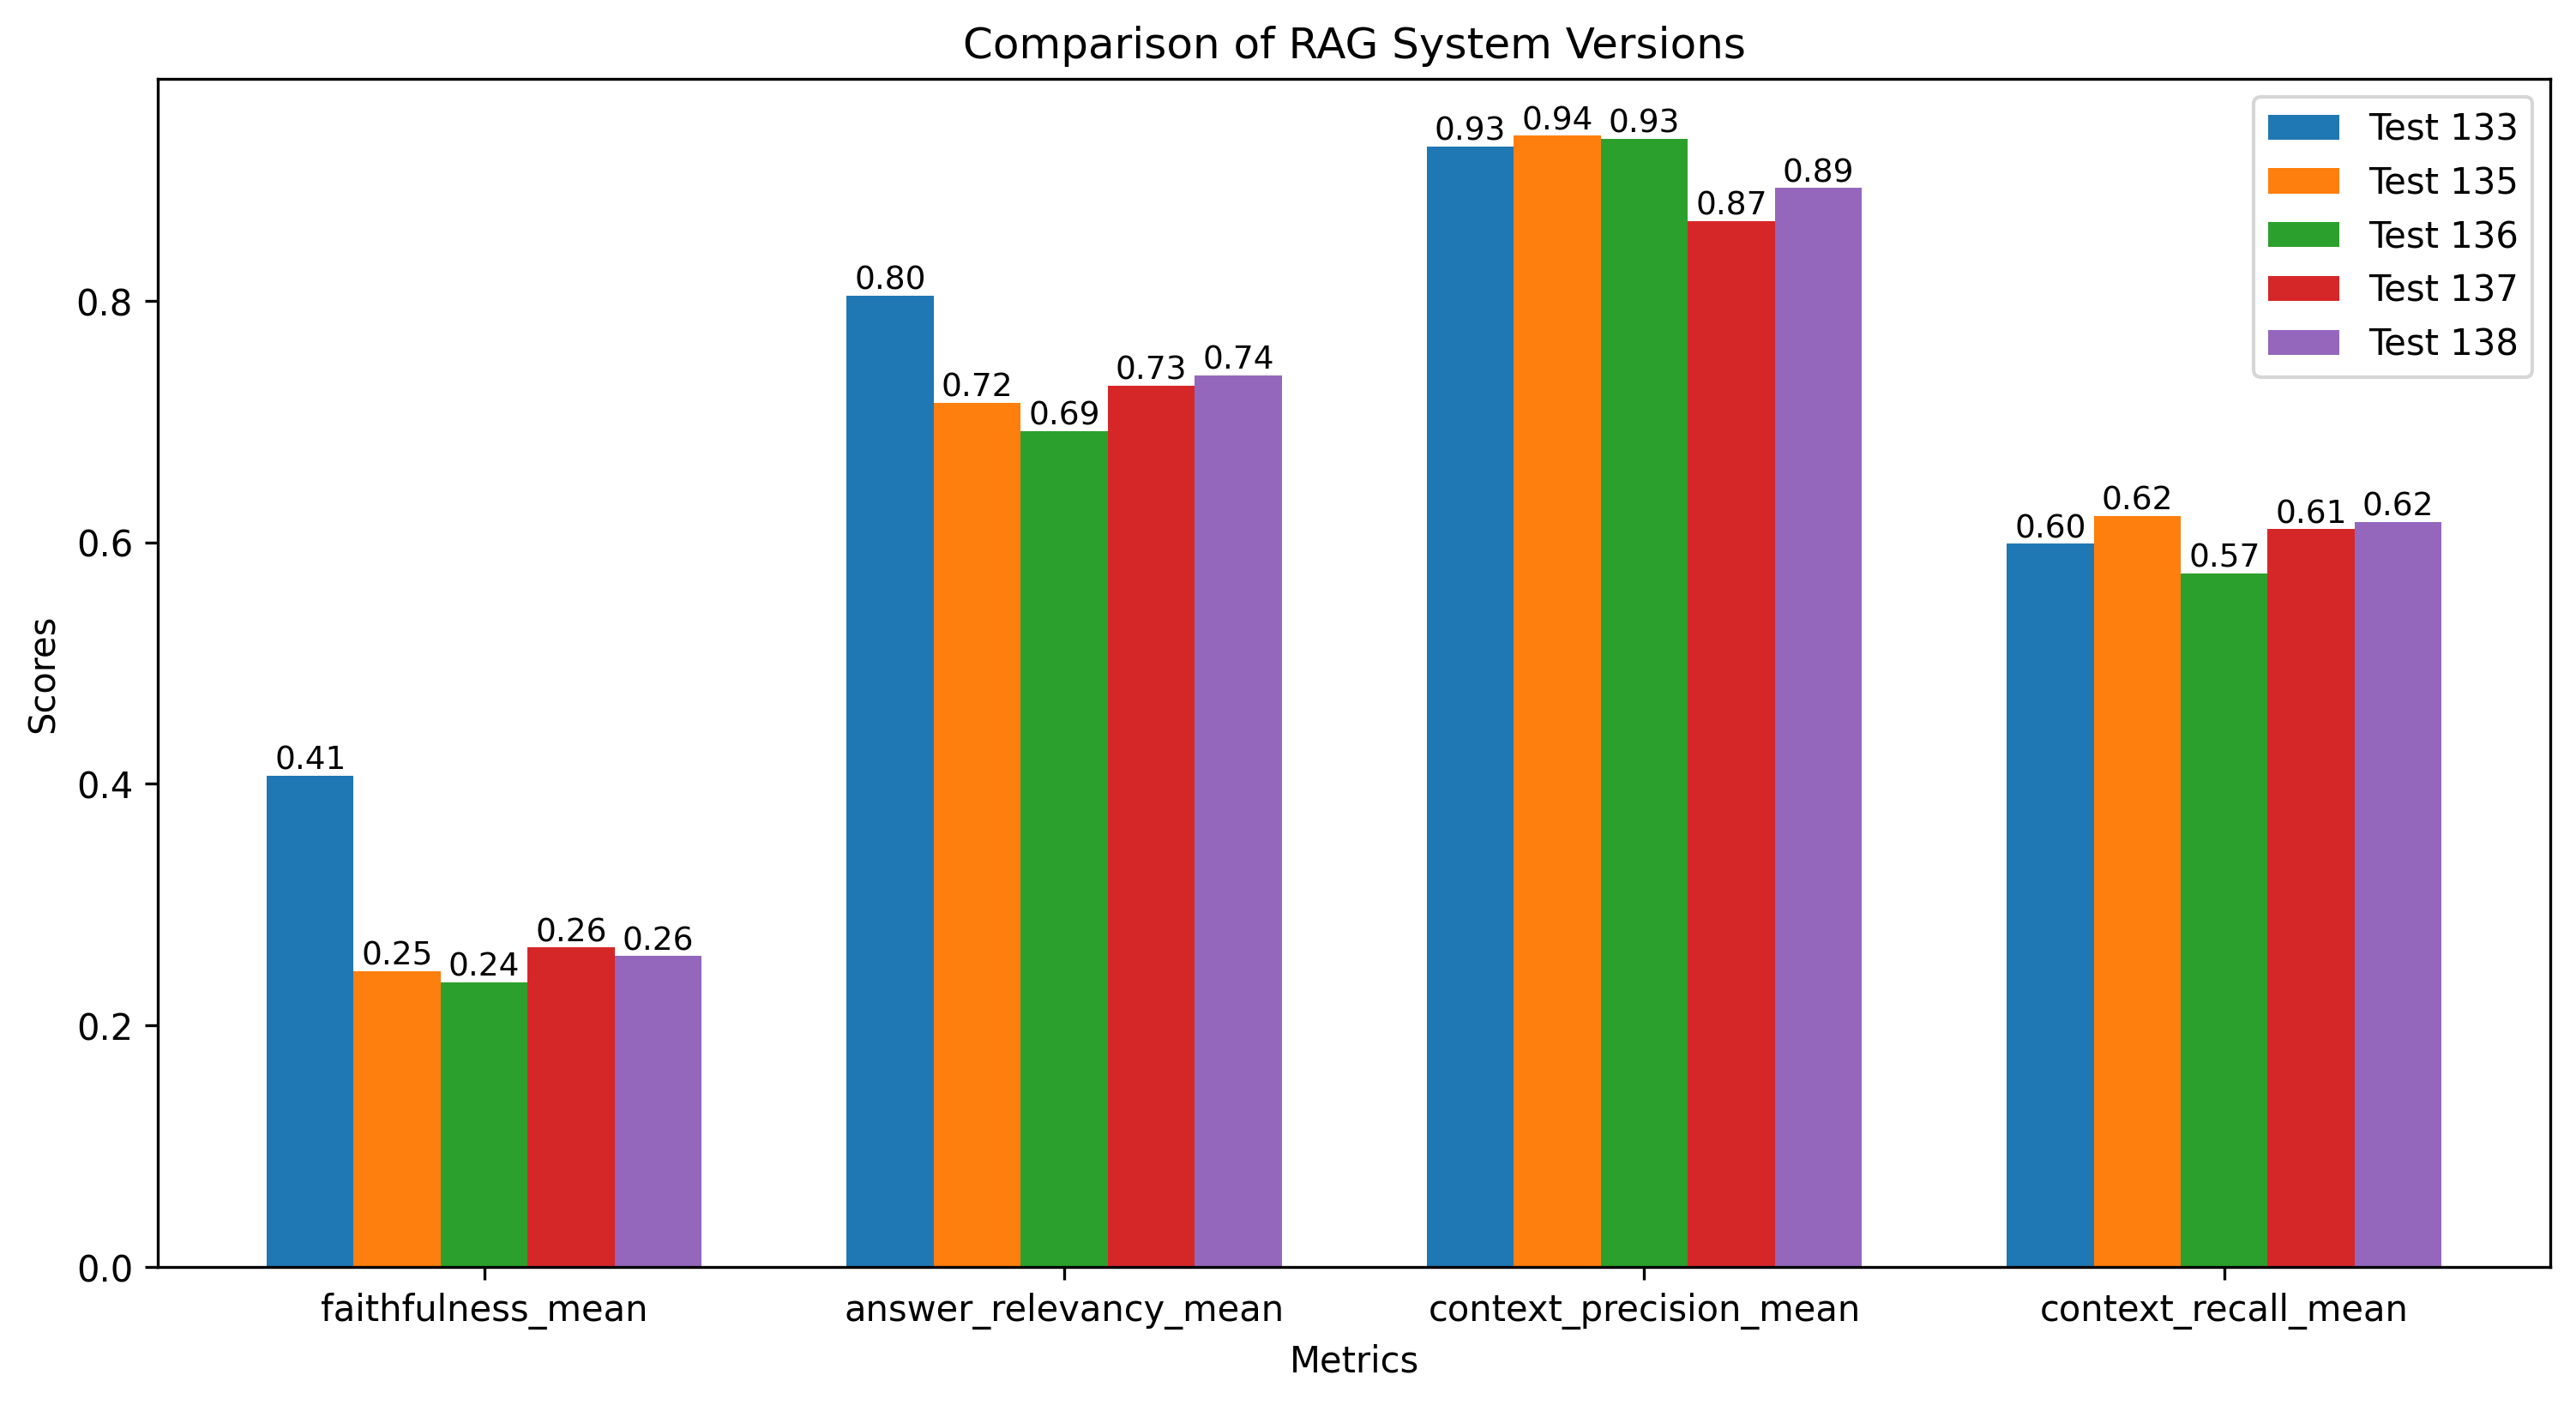 Comparison of RAG System Versions
Test 133
Test 135
Test 136
Test 137
Test 138
Scores
0.8
0.6
0.4
0.2
0.0
0.41
0.25
0.24
0.26
0.26
0.80
0.72
0.69
0.73
0.74
0.93
0.94
0.93
0.87
0.89
0.60
0.62
0.57
0.61
0.62
faithfulness_mean
answer_relevancy_mean
context_precision_mean
context_recall_mean
Metrics